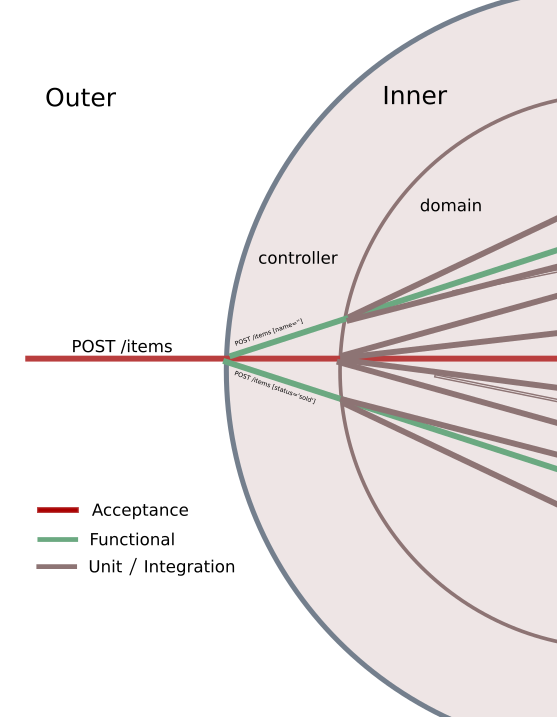 Outer
Inner
domain
controller
POST /items [name='']
POST /items
POST /items [status='sold']
Acceptance
Functional
Unit / Integration